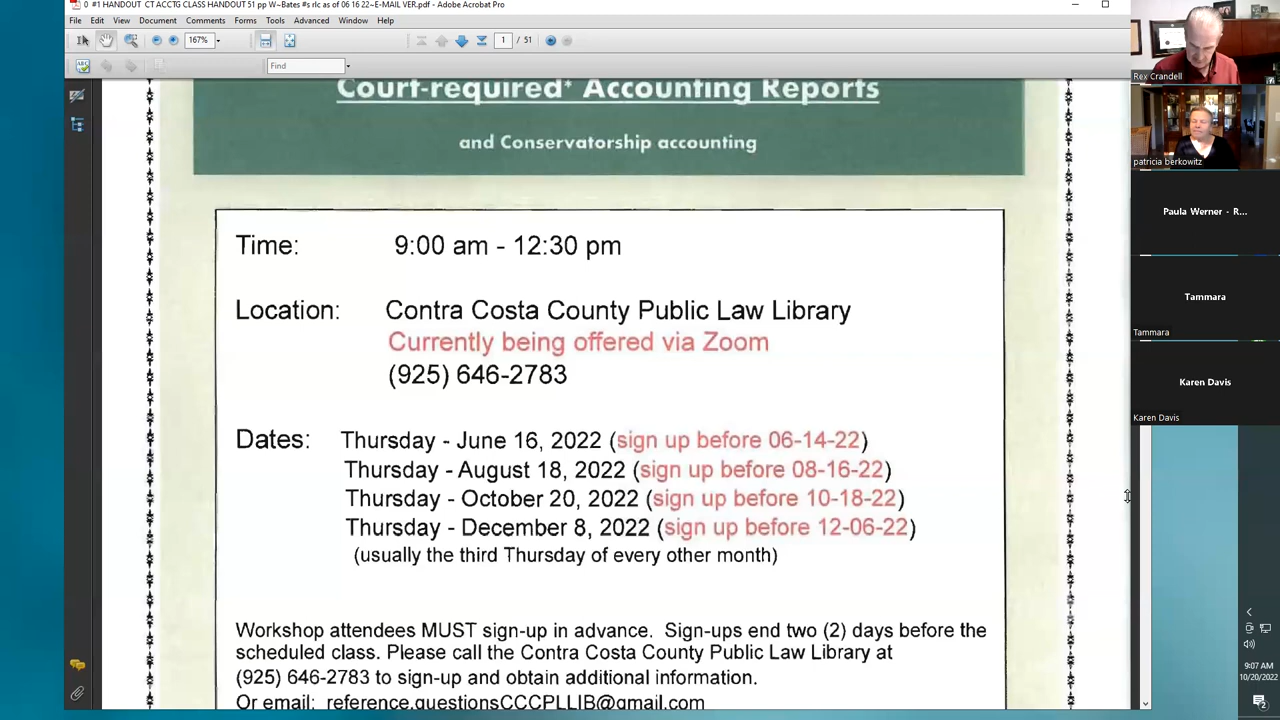 0 #1 HANDOUT CT ACCTG CLASS HANDOUT 51 pp W~Bates #s rlc as of 06 16 22~E-MAIL VER.pdf - Adobe Acrobat Pro
File Edit View Document Comments Forms Tools Advanced Window Help
167% 1 / 51
Find
Court-required* Accounting Reports
and Conservatorship accounting
Time: 9:00 am - 12:30 pm
Location: Contra Costa County Public Law Library
Currently being offered via Zoom
(925) 646-2783
Dates: Thursday - June 16, 2022 (sign up before 06-14-22)
Thursday - August 18, 2022 (sign up before 08-16-22)
Thursday - October 20, 2022 (sign up before 10-18-22)
Thursday - December 8, 2022 (sign up before 12-06-22)
(usually the third Thursday of every other month)
Workshop attendees MUST sign-up in advance. Sign-ups end two (2) days before the
scheduled class. Please call the Contra Costa County Public Law Library at
(925) 646-2783 to sign-up and obtain additional information.
Or email: reference.questionsCCCPLLIB@gmail.com
Rex Crandell
patricia berkowitz
Paula Werner - R...
Tammara
Tammara
Karen Davis
Karen Davis
9:07 AM
10/20/2022
2